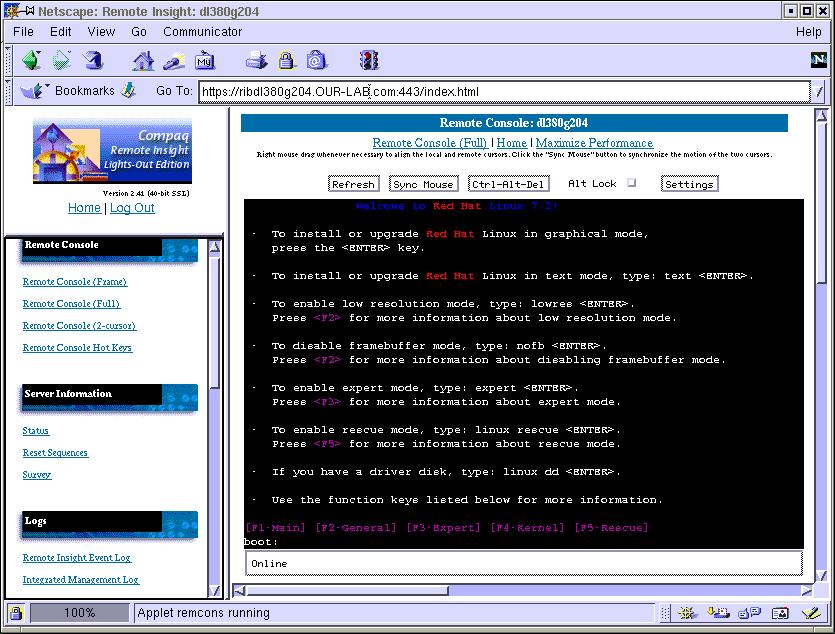 Netscape: Remote Insight: dl380g204
File Edit View Go Communicator Help
My
N
Bookmarks Go To: https://ribdl380g204.OUR-LAB.com:443/index.html
Compaq
Remote Insight
Lights-Out Edition
Version 2.41 (40-bit SSL)
Home | Log Out
Remote Console
Remote Console (Frame)
Remote Console (Full)
Remote Console (2-cursor)
Remote Console Hot Keys
Server Information
Status
Reset Sequences
Survey
Logs
Remote Insight Event Log
Integrated Management Log
Remote Console: dl380g204
Remote Console (Full) | Home | Maximize Performance
Right mouse drag whenever necessary to align the local and remote cursors. Click the "Sync Mouse" button to synchronize the motion of the two cursors.
Refresh Sync Mouse Ctrl-Alt-Del Alt Lock Settings
Welcome to Red Hat Linux 7.2!
- To install or upgrade Red Hat Linux in graphical mode,
press the <ENTER> key.
- To install or upgrade Red Hat Linux in text mode, type: text <ENTER>.
- To enable low resolution mode, type: lowres <ENTER>.
Press <F2> for more information about low resolution mode.
- To disable framebuffer mode, type: nofb <ENTER>.
Press <F2> for more information about disabling framebuffer mode.
- To enable expert mode, type: expert <ENTER>.
Press <F3> for more information about expert mode.
- To enable rescue mode, type: linux rescue <ENTER>.
Press <F5> for more information about rescue mode.
- If you have a driver disk, type: linux dd <ENTER>.
- Use the function keys listed below for more information.
[F1-Main] [F2-General] [F3-Expert] [F4-Kernel] [F5-Rescue]
boot:
Online
100% Applet remcons running